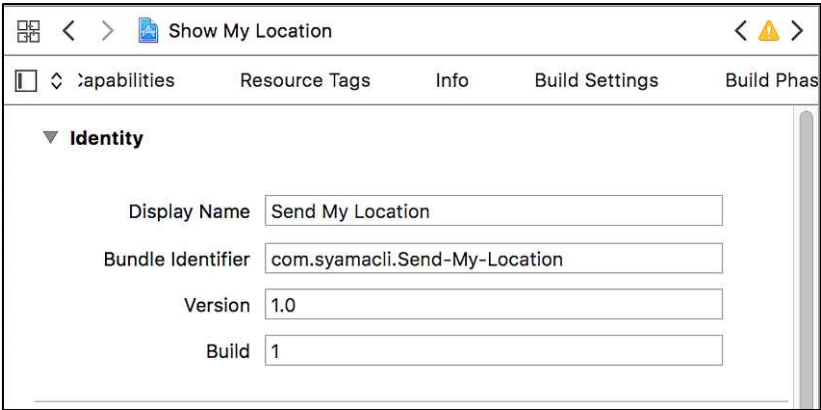 Show My Location
Capabilities Resource Tags Info Build Settings Build Phas
Identity
Display Name Send My Location
Bundle Identifier com.syamacli.Send-My-Location
Version 1.0
Build 1